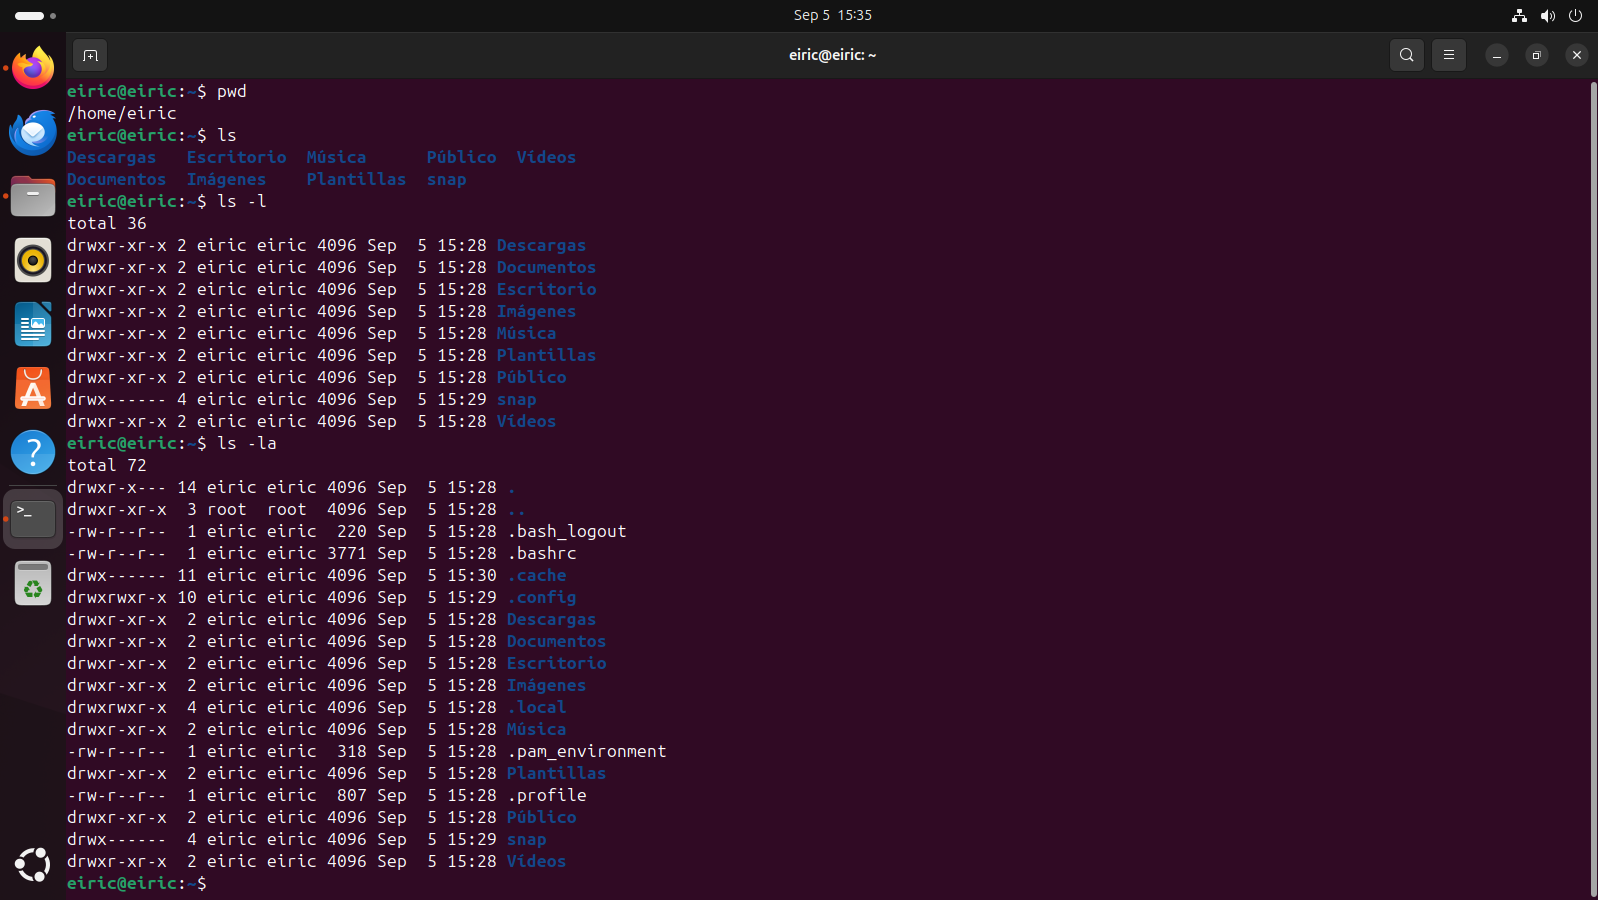 Sep 5 15:35
eiric@eiric: ~
eiric@eiric:~$ pwd
/home/eiric
eiric@eiric:~$ ls
Descargas   Escritorio  Música      Público  Vídeos
Documentos  Imágenes    Plantillas  snap
eiric@eiric:~$ ls -l
total 36
drwxr-xr-x 2 eiric eiric 4096 Sep  5 15:28 Descargas
drwxr-xr-x 2 eiric eiric 4096 Sep  5 15:28 Documentos
drwxr-xr-x 2 eiric eiric 4096 Sep  5 15:28 Escritorio
drwxr-xr-x 2 eiric eiric 4096 Sep  5 15:28 Imágenes
drwxr-xr-x 2 eiric eiric 4096 Sep  5 15:28 Música
drwxr-xr-x 2 eiric eiric 4096 Sep  5 15:28 Plantillas
drwxr-xr-x 2 eiric eiric 4096 Sep  5 15:28 Público
drwx------ 4 eiric eiric 4096 Sep  5 15:29 snap
drwxr-xr-x 2 eiric eiric 4096 Sep  5 15:28 Vídeos
eiric@eiric:~$ ls -la
total 72
drwxr-x--- 14 eiric eiric 4096 Sep  5 15:28 .
drwxr-xr-x  3 root  root  4096 Sep  5 15:28 ..
-rw-r--r--  1 eiric eiric  220 Sep  5 15:28 .bash_logout
-rw-r--r--  1 eiric eiric 3771 Sep  5 15:28 .bashrc
drwx------ 11 eiric eiric 4096 Sep  5 15:30 .cache
drwxrwxr-x 10 eiric eiric 4096 Sep  5 15:29 .config
drwxr-xr-x  2 eiric eiric 4096 Sep  5 15:28 Descargas
drwxr-xr-x  2 eiric eiric 4096 Sep  5 15:28 Documentos
drwxr-xr-x  2 eiric eiric 4096 Sep  5 15:28 Escritorio
drwxr-xr-x  2 eiric eiric 4096 Sep  5 15:28 Imágenes
drwxrwxr-x  4 eiric eiric 4096 Sep  5 15:28 .local
drwxr-xr-x  2 eiric eiric 4096 Sep  5 15:28 Música
-rw-r--r--  1 eiric eiric  318 Sep  5 15:28 .pam_environment
drwxr-xr-x  2 eiric eiric 4096 Sep  5 15:28 Plantillas
-rw-r--r--  1 eiric eiric  807 Sep  5 15:28 .profile
drwxr-xr-x  2 eiric eiric 4096 Sep  5 15:28 Público
drwx------  4 eiric eiric 4096 Sep  5 15:29 snap
drwxr-xr-x  2 eiric eiric 4096 Sep  5 15:28 Vídeos
eiric@eiric:~$